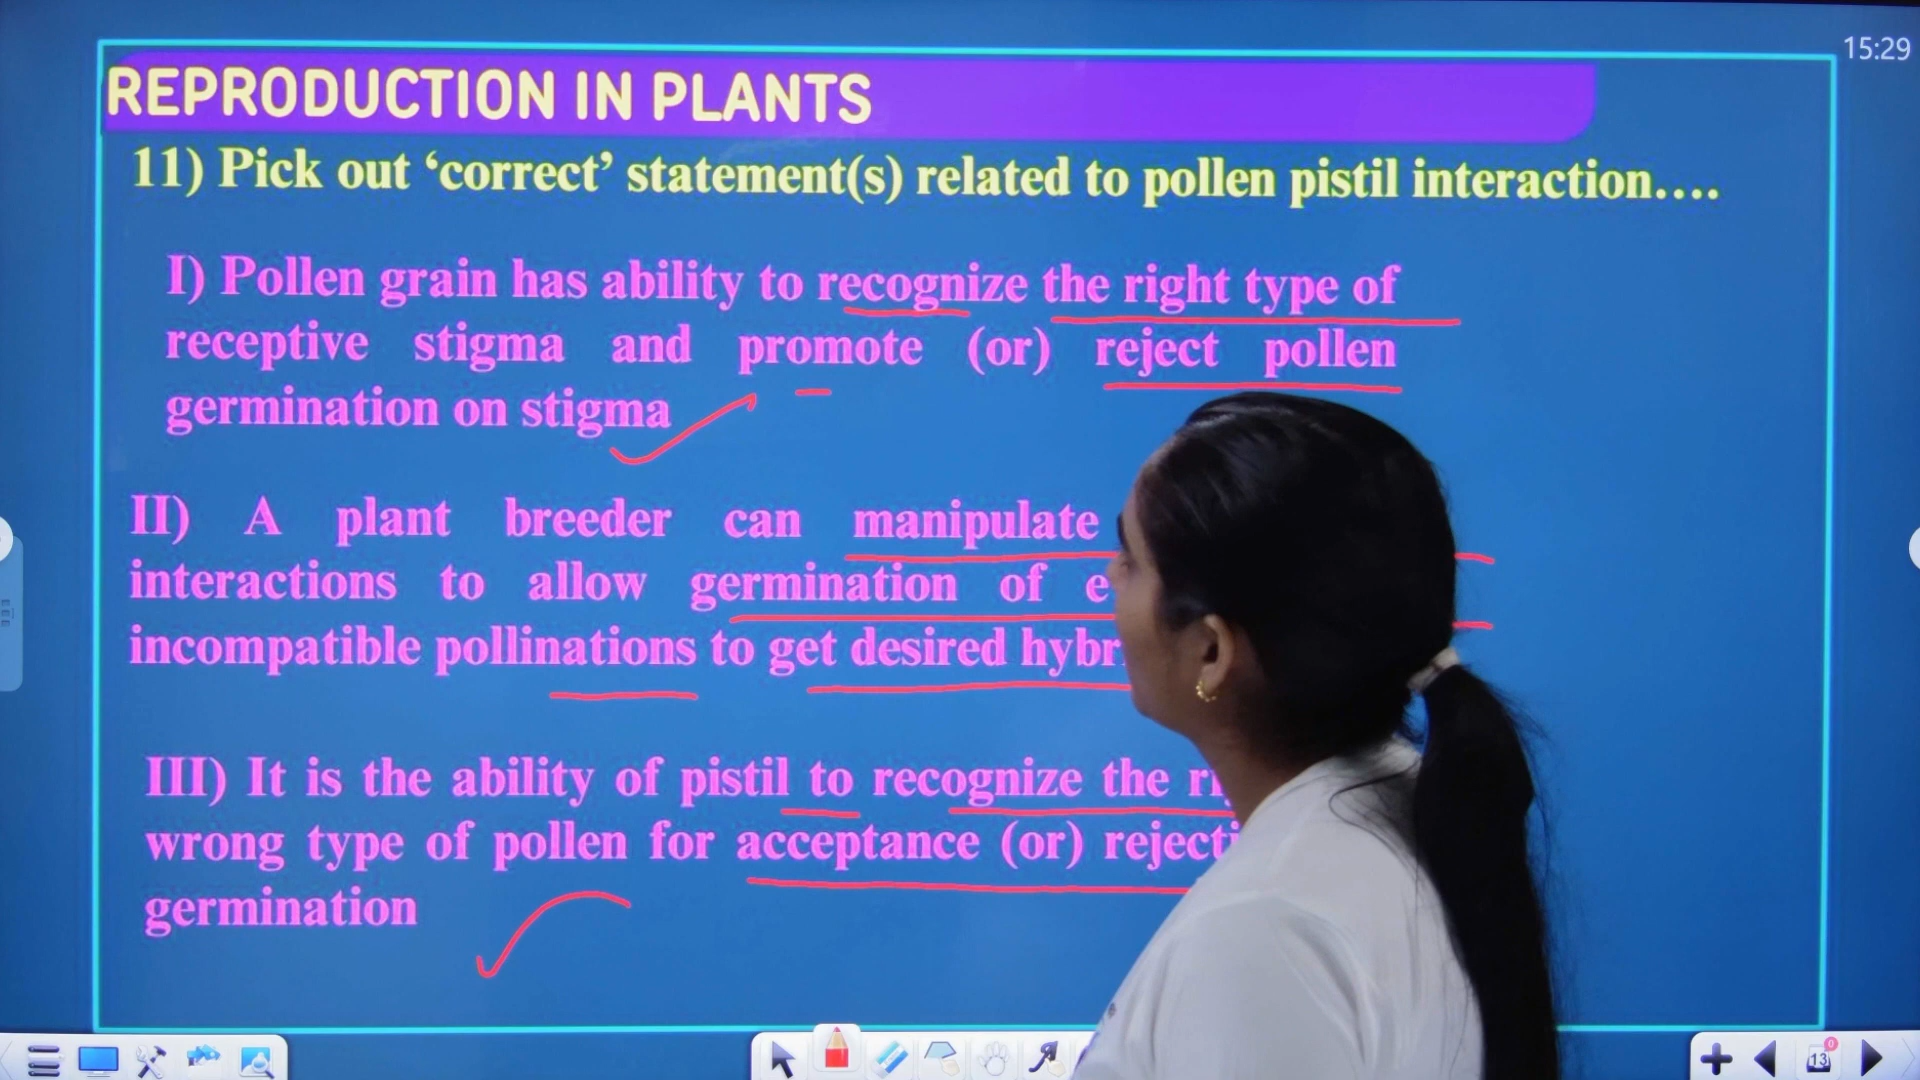 15:29
REPRODUCTION IN PLANTS
11) Pick out ‘correct’ statement(s) related to pollen pistil interaction....
I) Pollen grain has ability to recognize the right type of
receptive stigma and promote (or) reject pollen
germination on stigma
II) A plant breeder can manipulate
interactions to allow germination of
incompatible pollinations to get desired
III) It is the ability of pistil to recognize the
wrong type of pollen for acceptance (or)
germination
13
0